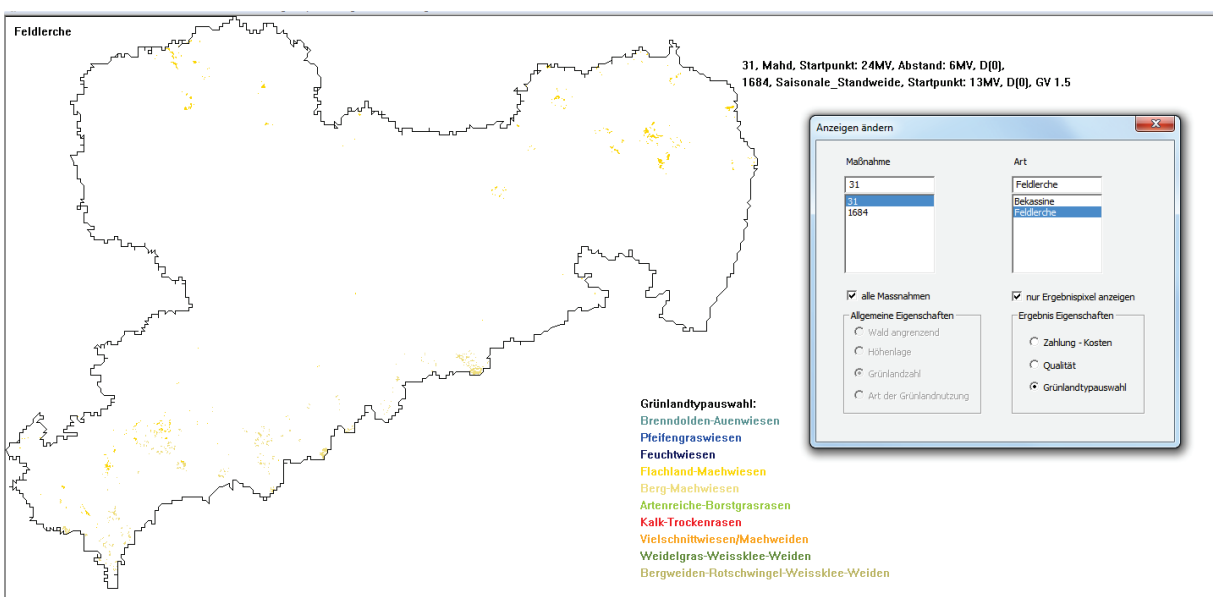 Feldlerche
31, Mahd, Startpunkt: 24MV, Abstand: 6MV, D(0),
1684, Saisonale_Standweide, Startpunkt: 13MV, D(0), GV 1.5
Anzeigen ändern
Maßnahme
31
31
1684
Art
Feldlerche
Bekassine
Feldlerche
alle Massnahmen
nur Ergebnispixel anzeigen
Allgemeine Eigenschaften
Wald angrenzend
Höhenlage
Grünlandzahl
Art der Grünlandnutzung
Ergebnis Eigenschaften
Zahlung - Kosten
Qualität
Grünlandtypauswahl
Grünlandtypauswahl:
Brenndolden-Auenwiesen
Pfeifengraswiesen
Feuchtwiesen
Flachland-Maehwiesen
Berg-Maehwiesen
Artenreiche-Borstgrasrasen
Kalk-Trockenrasen
Vielschnittwiesen/Maehweiden
Weidelgras-Weissklee-Weiden
Bergweiden-Rotschwingel-Weissklee-Weiden